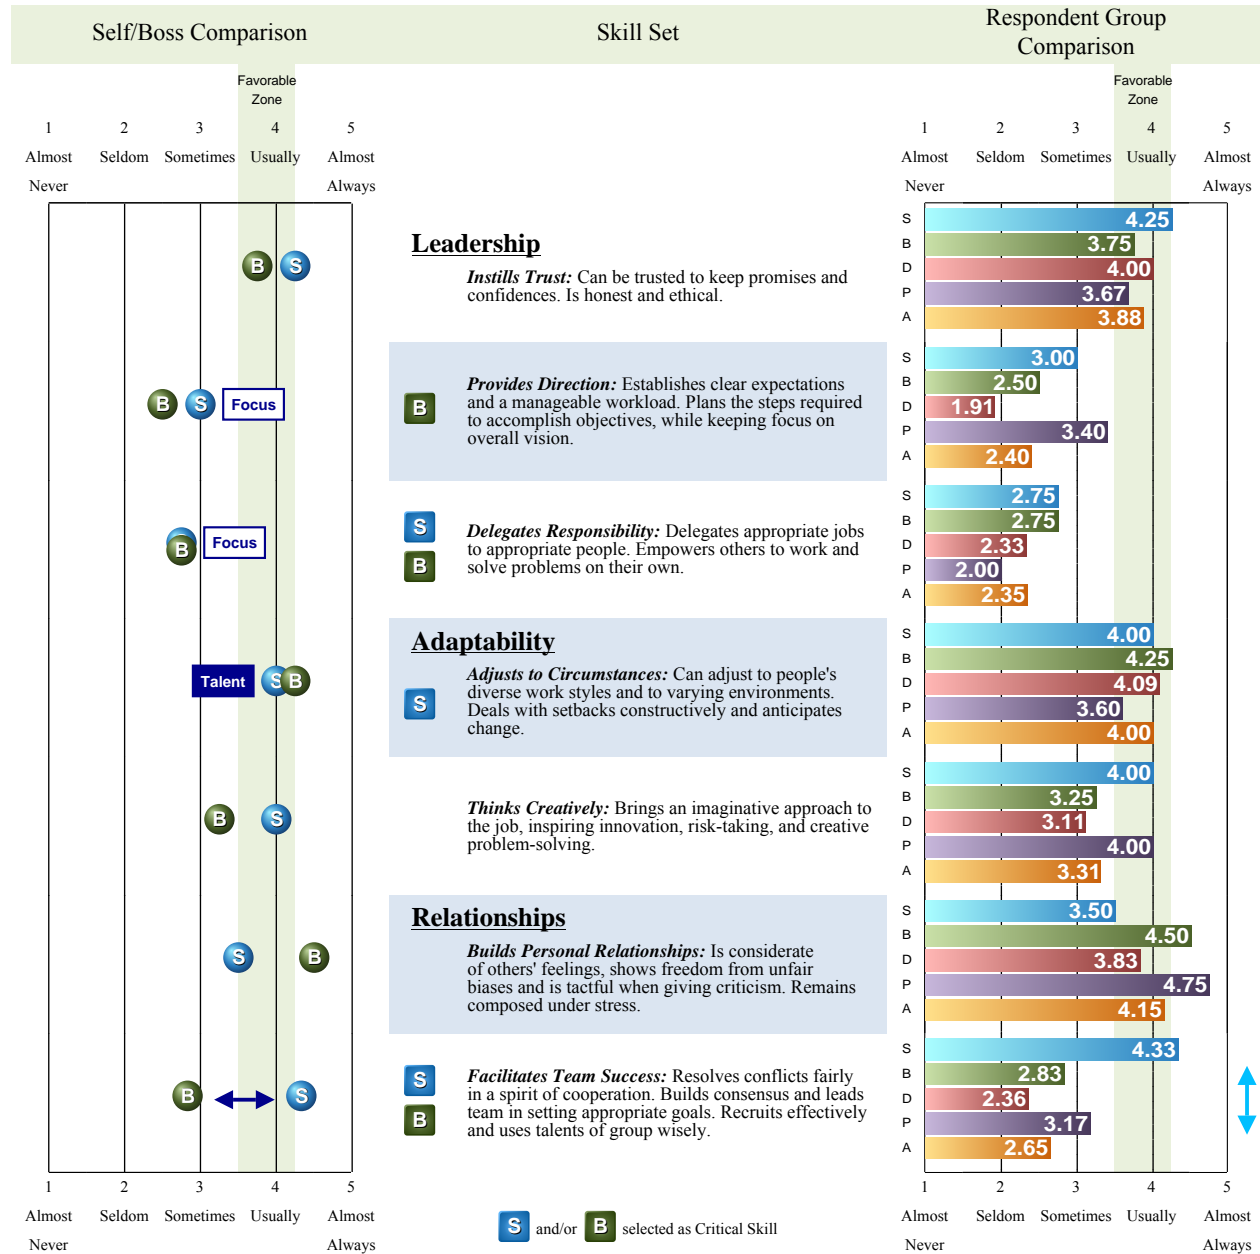 Self/Boss Comparison
Skill Set
Respondent Group
Comparison
Favorable
Zone
1 2 3 4 5
Almost Seldom Sometimes Usually Almost
Never Always
Favorable
Zone
1 2 3 4 5
Almost Seldom Sometimes Usually Almost
Never Always
B S
Leadership
Instills Trust: Can be trusted to keep promises and
confidences. Is honest and ethical.
S 4.25
B 3.75
D 4.00
P 3.67
A 3.88
B S Focus
B
Provides Direction: Establishes clear expectations
and a manageable workload. Plans the steps required
to accomplish objectives, while keeping focus on
overall vision.
S 3.00
B 2.50
D 1.91
P 3.40
A 2.40
B Focus
S
B
Delegates Responsibility: Delegates appropriate jobs
to appropriate people. Empowers others to work and
solve problems on their own.
S 2.75
B 2.75
D 2.33
P 2.00
A 2.35
Talent S B
Adaptability
S
Adjusts to Circumstances: Can adjust to people's
diverse work styles and to varying environments.
Deals with setbacks constructively and anticipates
change.
S 4.00
B 4.25
D 4.09
P 3.60
A 4.00
B S
Thinks Creatively: Brings an imaginative approach to
the job, inspiring innovation, risk-taking, and creative
problem-solving.
S 4.00
B 3.25
D 3.11
P 4.00
A 3.31
S B
Relationships
Builds Personal Relationships: Is considerate
of others' feelings, shows freedom from unfair
biases and is tactful when giving criticism. Remains
composed under stress.
S 3.50
B 4.50
D 3.83
P 4.75
A 4.15
B S
S
B
Facilitates Team Success: Resolves conflicts fairly
in a spirit of cooperation. Builds consensus and leads
team in setting appropriate goals. Recruits effectively
and uses talents of group wisely.
S 4.33
B 2.83
D 2.36
P 3.17
A 2.65
1 2 3 4 5
Almost Seldom Sometimes Usually Almost
Never Always
S and/or B selected as Critical Skill
1 2 3 4 5
Almost Seldom Sometimes Usually Almost
Never Always